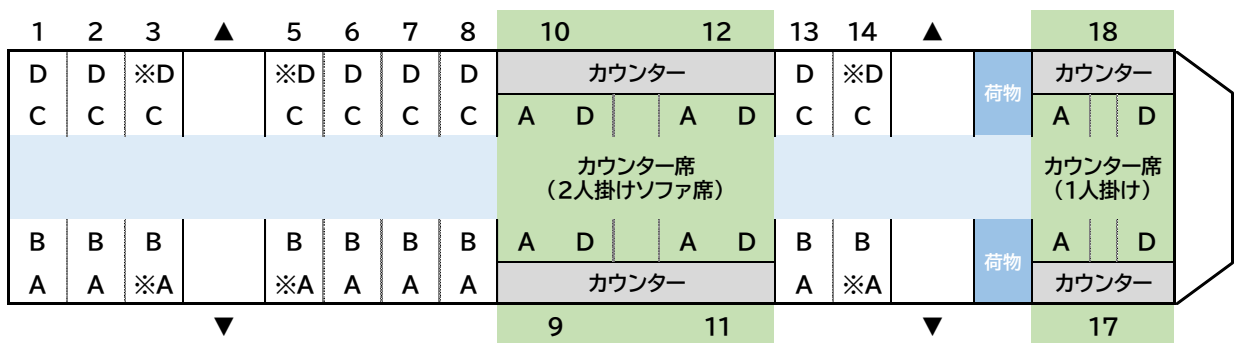 1 2 3 ▲ 5 6 7 8 10 12 13 14 ▲ 18
D D ※D ※D D D D カウンター D ※D 荷物 カウンター
C C C C C C C A D A D C C A D
カウンター席
(2人掛けソファ席)
カウンター席
(1人掛け)
B B B B B B B A D A D B B 荷物 A D
A A ※A ※A A A A カウンター A ※A カウンター
▼ 9 11 ▼ 17